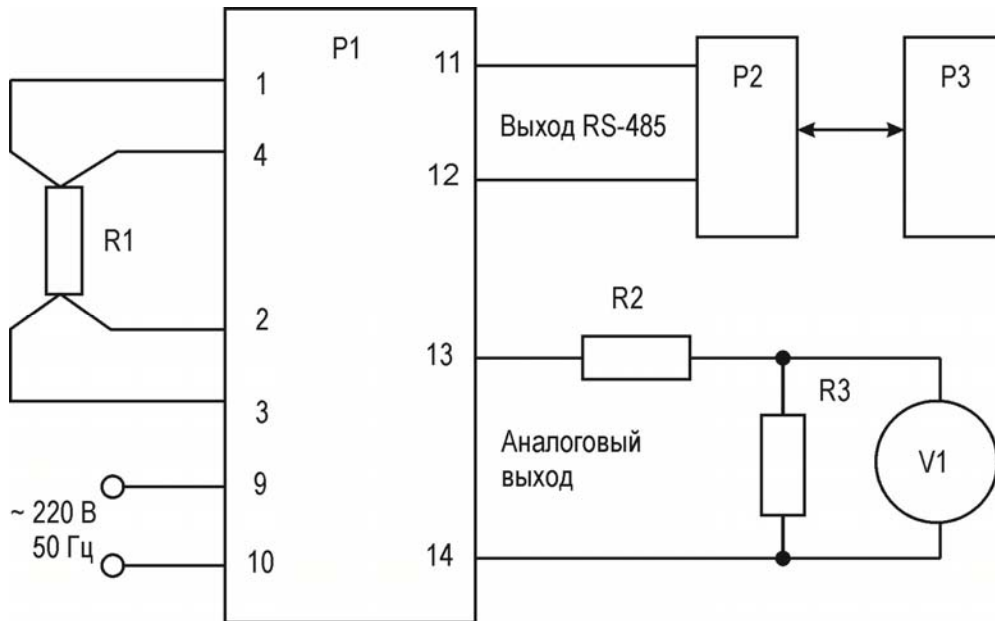 P1
P2
P3
1
4
R1
2
3
9
10
~ 220 В
50 Гц
11
Выход RS-485
12
R2
13
R3
Аналоговый
выход
V1
14